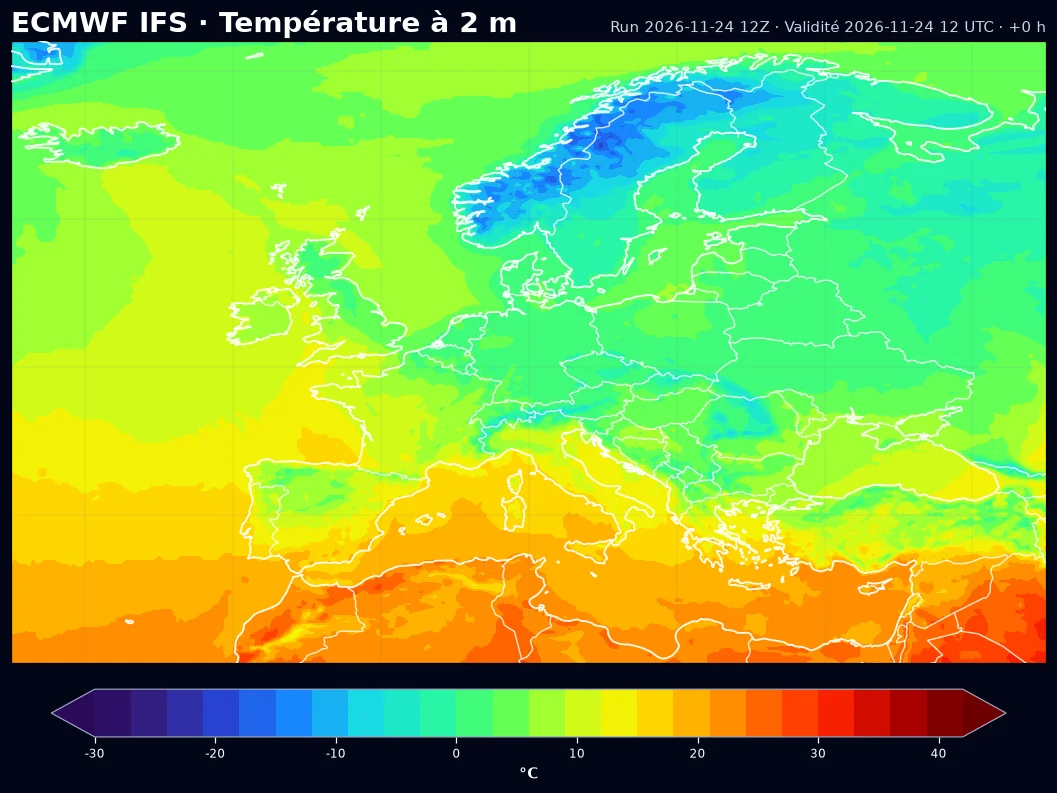 ECMWF IFS · Température à 2 m
Run 2026-11-24 12Z · Validité 2026-11-24 12 UTC · +0 h
-30 -20 -10 0 10 20 30 40
°C